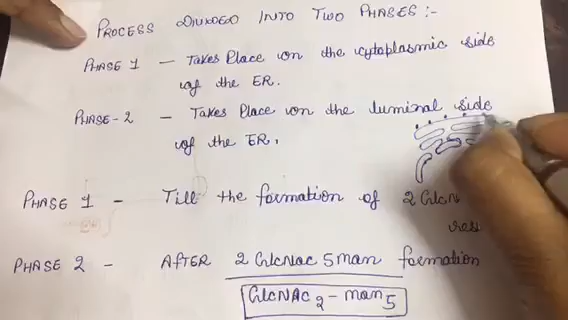 PROCESS DIVIDED INTO TWO PHASES :-
PHASE 1 - Takes Place on the cytoplasmic side
of the ER.
PHASE-2 - Takes Place on the luminal side
of the ER.
PHASE 1 - Till the formation of 2 GlcN
PHASE 2 - AFTER 2 GlcNac 5 man formation
GlcNAC2 - man5